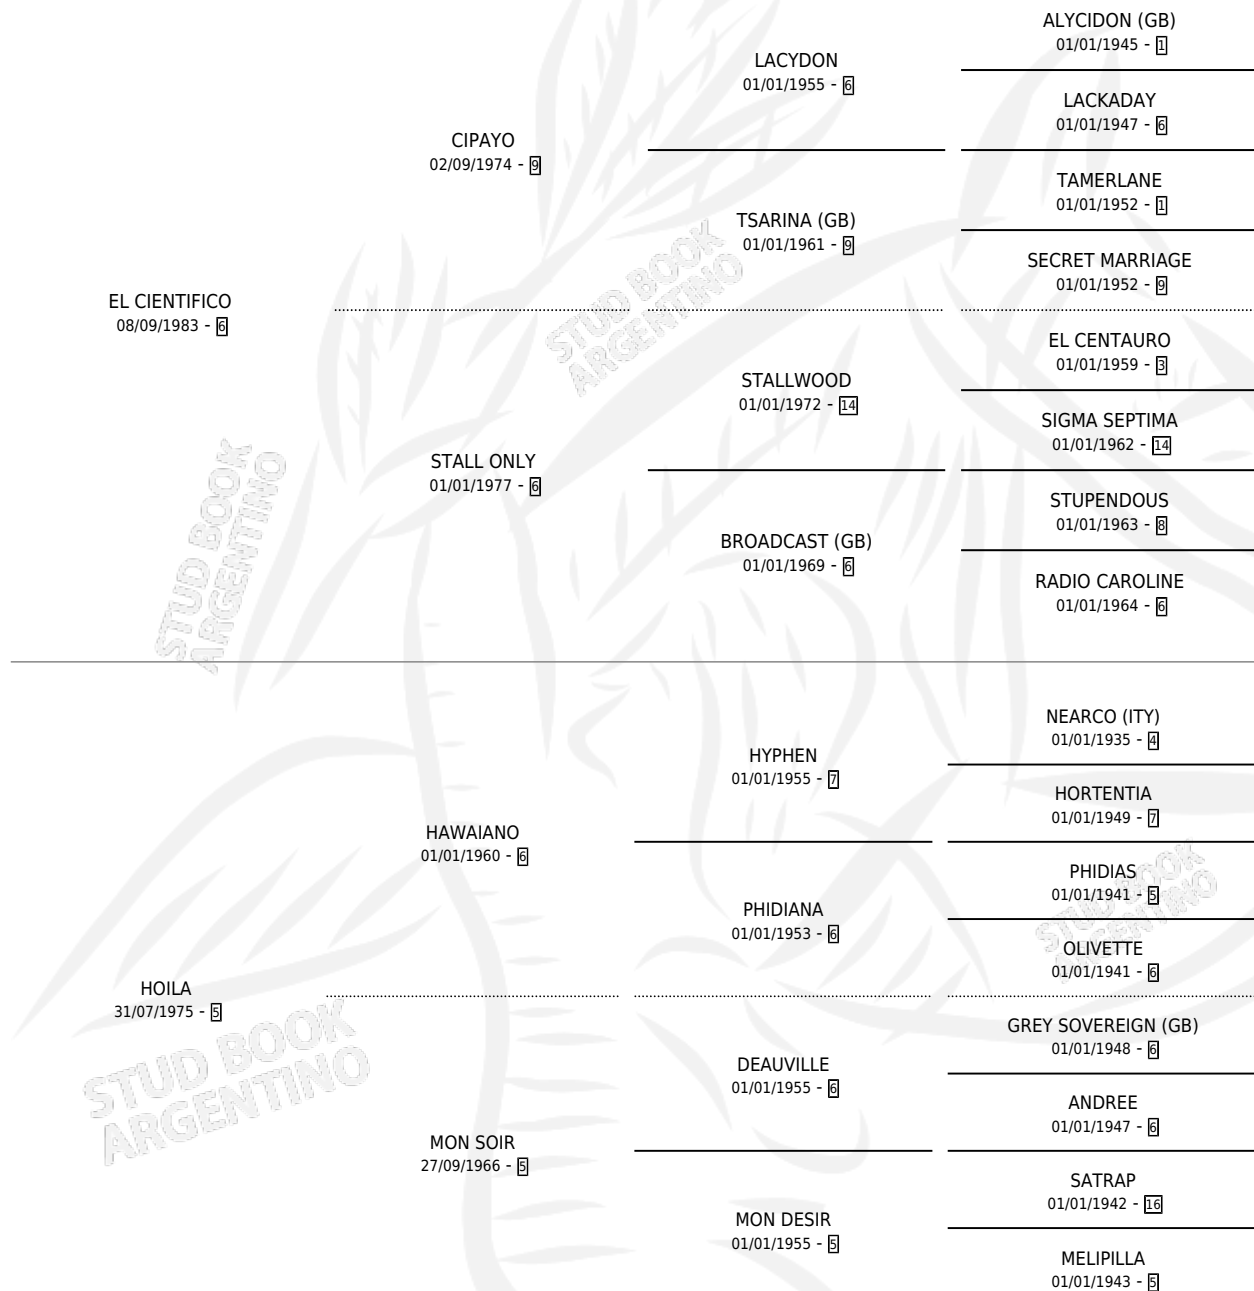 ALYCIDON (GB)
01/01/1945 - 1
LACYDON
01/01/1955 - 6
LACKADAY
01/01/1947 - 6
CIPAYO
02/09/1974 - 9
TAMERLANE
01/01/1952 - 1
TSARINA (GB)
01/01/1961 - 9
SECRET MARRIAGE
01/01/1952 - 9
EL CIENTIFICO
08/09/1983 - 6
EL CENTAURO
01/01/1959 - 3
STALLWOOD
01/01/1972 - 14
SIGMA SEPTIMA
01/01/1962 - 14
STALL ONLY
01/01/1977 - 6
STUPENDOUS
01/01/1963 - 8
BROADCAST (GB)
01/01/1969 - 6
RADIO CAROLINE
01/01/1964 - 6
NEARCO (ITY)
01/01/1935 - 4
HYPHEN
01/01/1955 - 7
HORTENTIA
01/01/1949 - 7
HAWAIANO
01/01/1960 - 6
PHIDIAS
01/01/1941 - 5
PHIDIANA
01/01/1953 - 6
OLIVETTE
01/01/1941 - 6
HOILA
31/07/1975 - 5
GREY SOVEREIGN (GB)
01/01/1948 - 6
DEAUVILLE
01/01/1955 - 6
ANDREE
01/01/1947 - 6
MON SOIR
27/09/1966 - 5
SATRAP
01/01/1942 - 16
MON DESIR
01/01/1955 - 5
MELIPILLA
01/01/1943 - 5
STUD BOOK
ARGENTINO
STUD BOOK
ARGENTINO
STUD BOOK
ARGENTINO
STUD BOOK
ARGENTINO